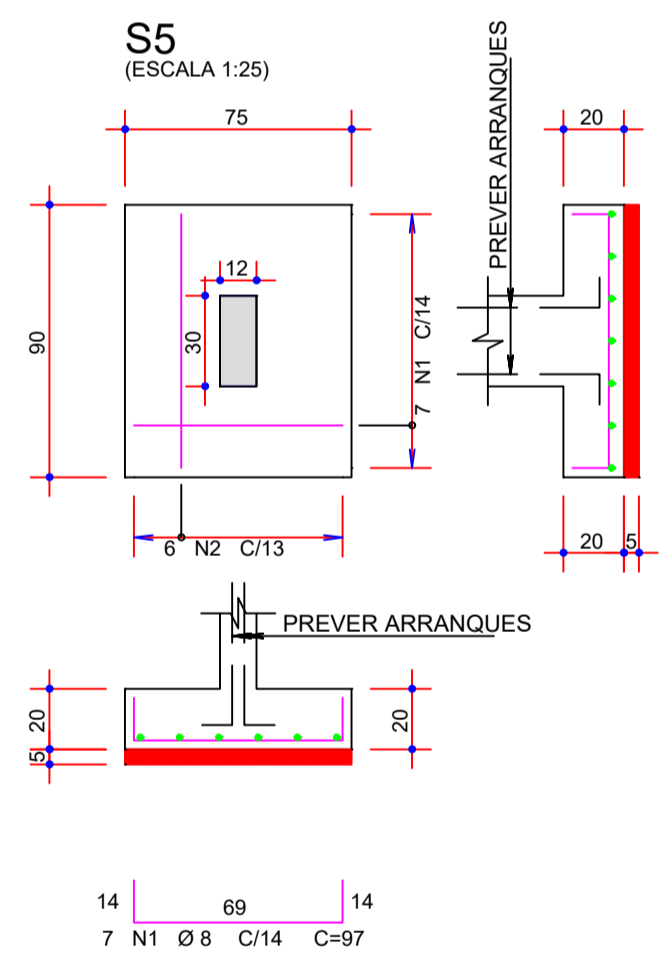 S5
(ESCALA 1:25)
75
20
PREVER ARRANQUES
12
30
90
7 N1 C/14
6 N2 C/13
20 5
PREVER ARRANQUES
20
5
20
14 69 14
7 N1 Ø 8 C/14 C=97